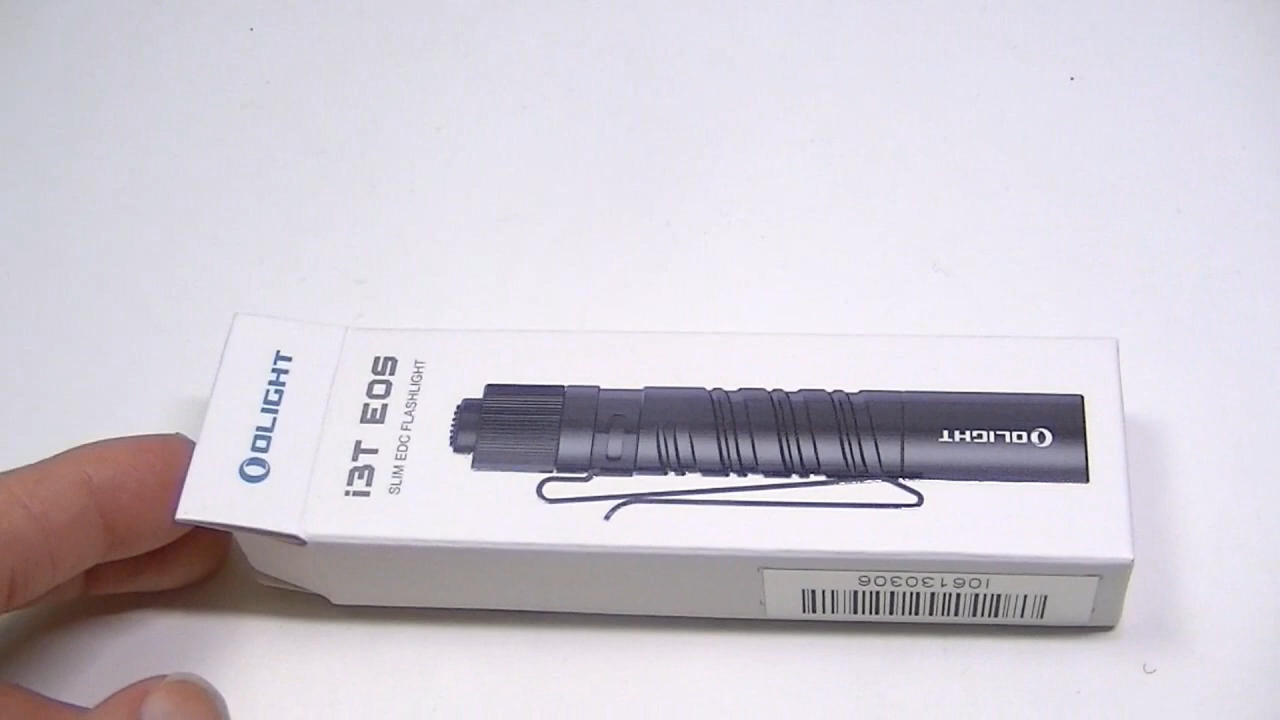 OLIGHT
i3T EOS
SLIM EDC FLASHLIGHT
OLIGHT
I06130306